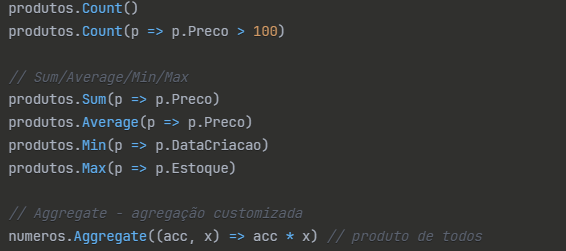 produtos.Count()
produtos.Count(p => p.Preco > 100)
// Sum/Average/Min/Max
produtos.Sum(p => p.Preco)
produtos.Average(p => p.Preco)
produtos.Min(p => p.DataCriacao)
produtos.Max(p => p.Estoque)
// Aggregate - agregação customizada
numeros.Aggregate((acc, x) => acc * x) // produto de todos